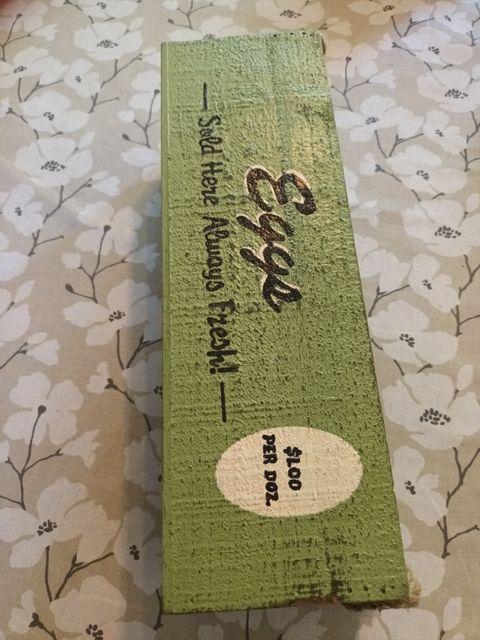 Eggs
— Sold Here Always Fresh! —
$1.00
PER DOZ.